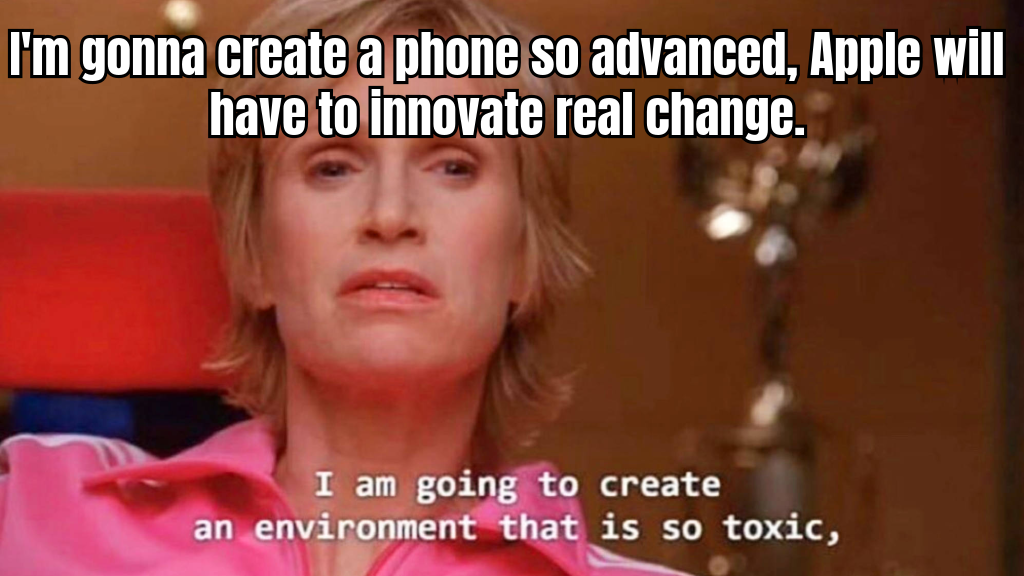 I'm gonna create a phone so advanced, Apple will
have to innovate real change.
I am going to create
an environment that is so toxic,